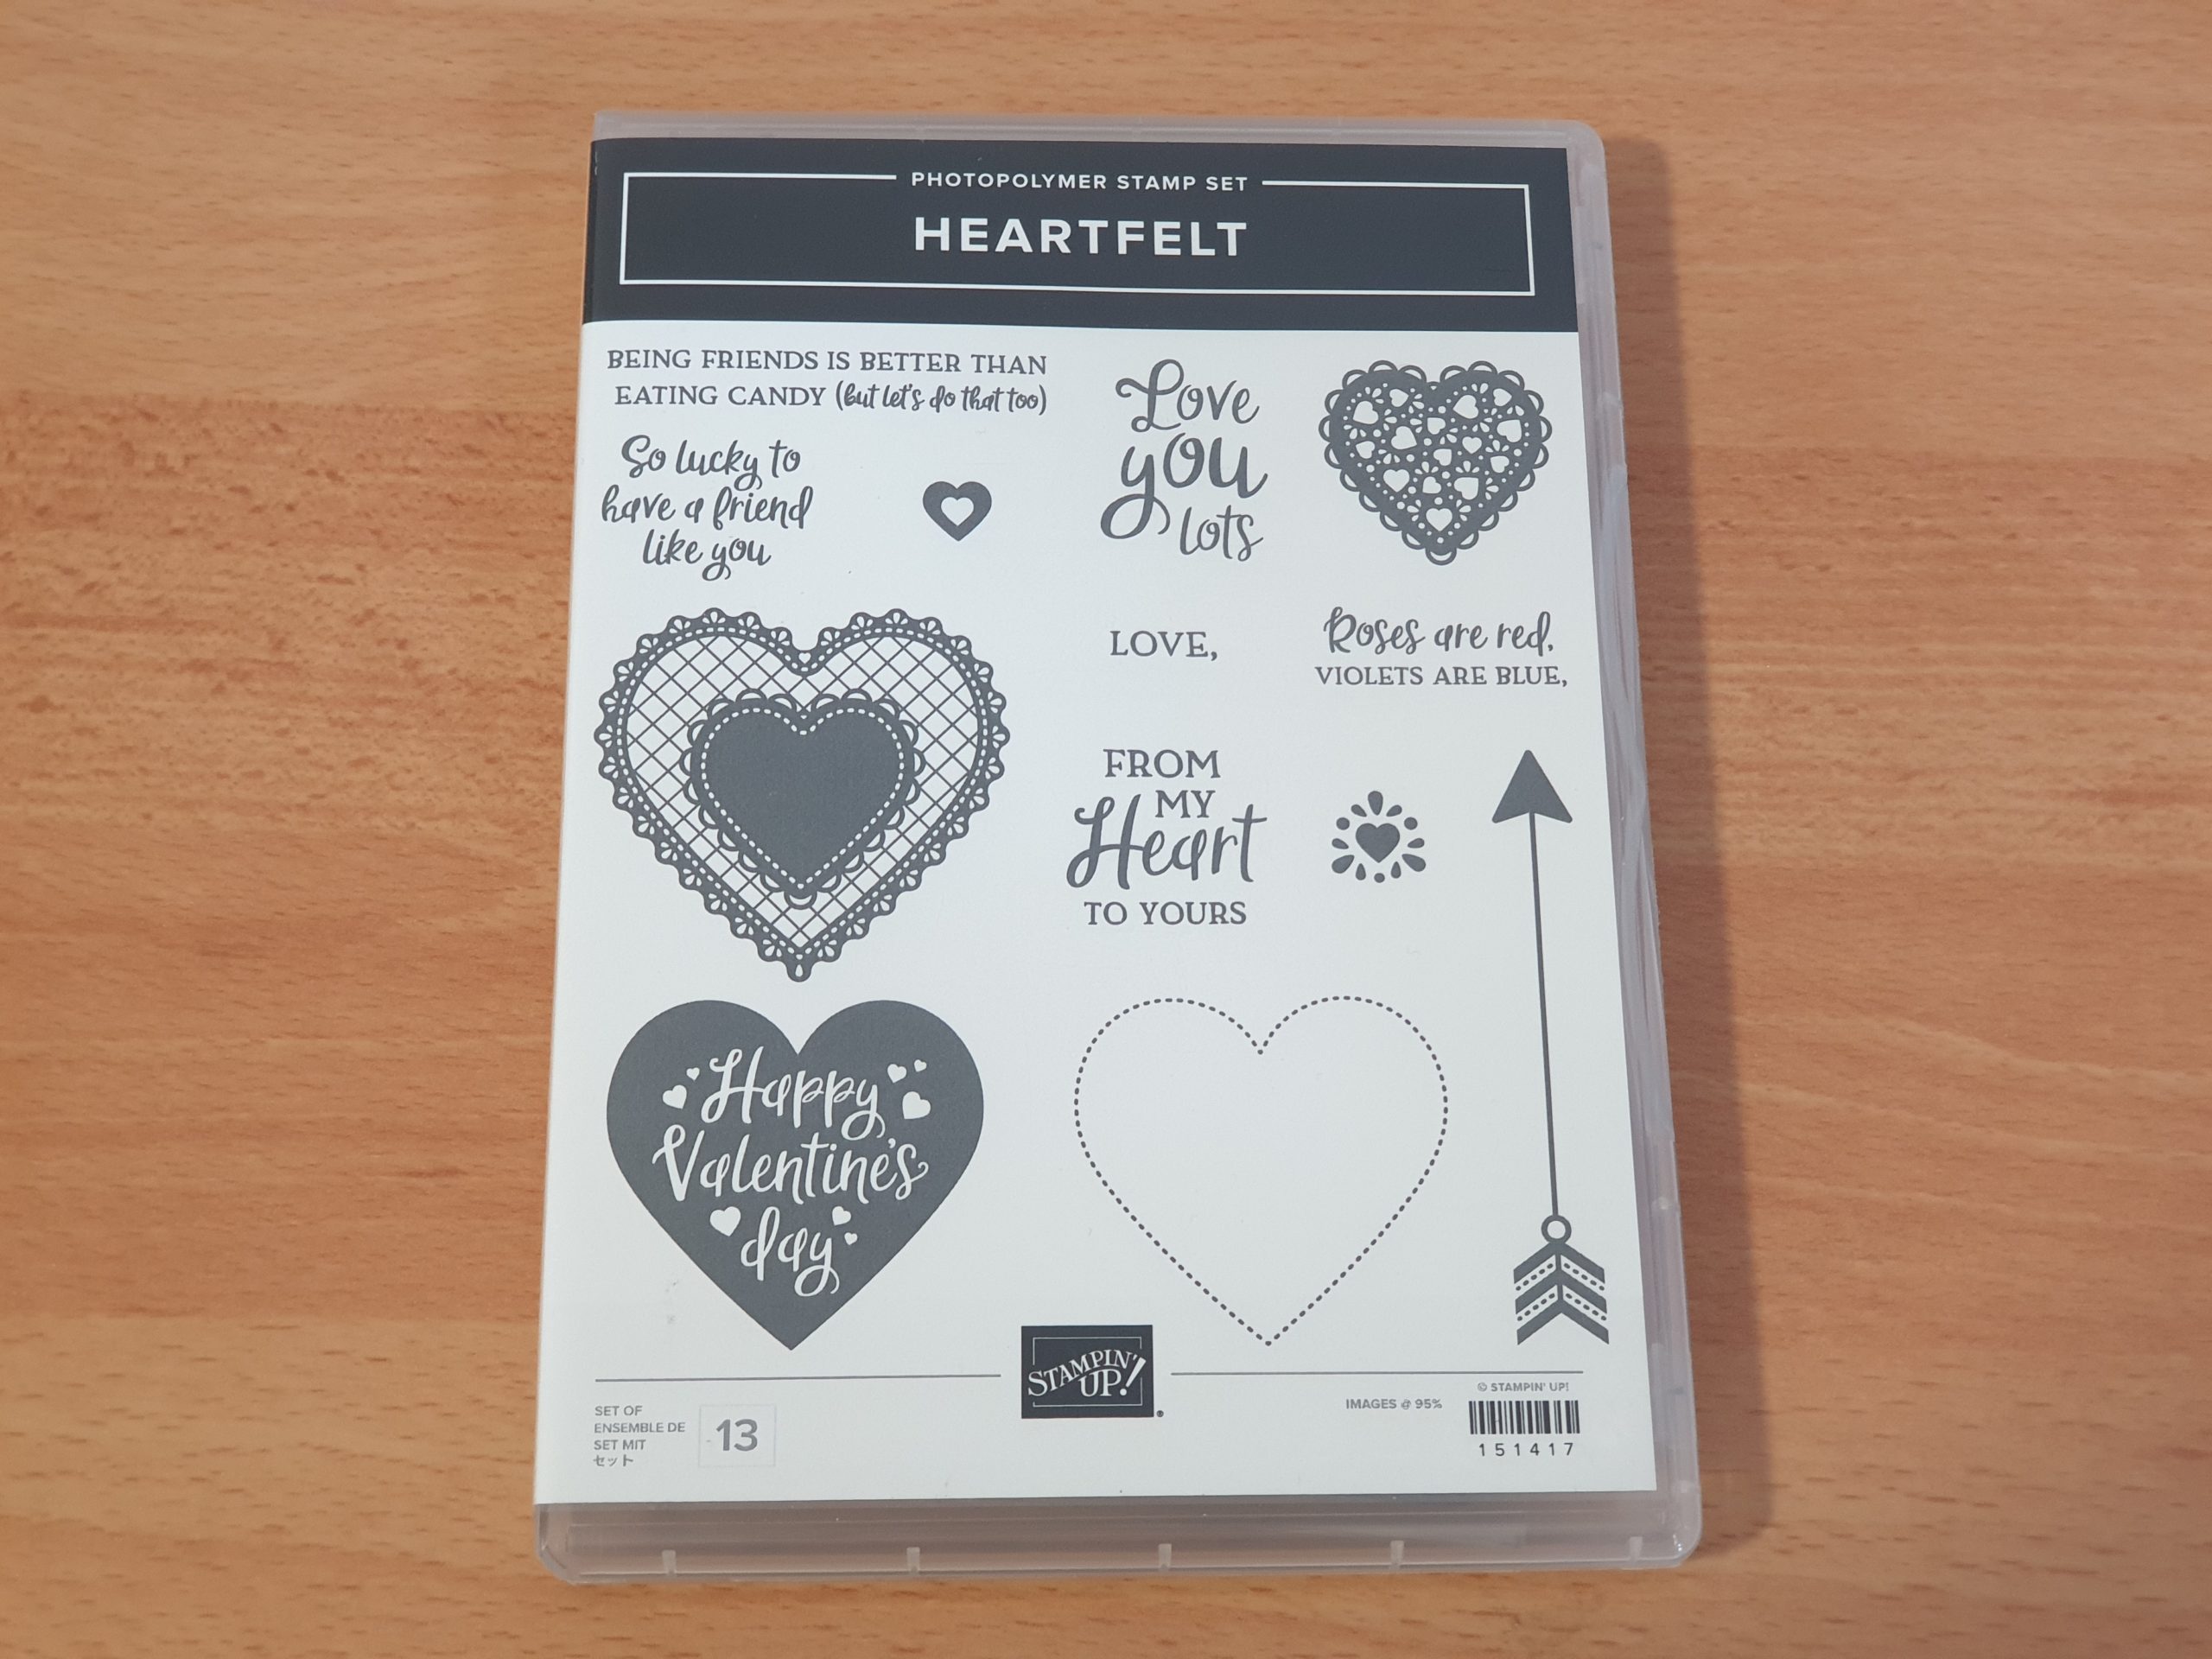 PHOTOPOLYMER STAMP SET
HEARTFELT
BEING FRIENDS IS BETTER THAN
EATING CANDY (but let's do that too)
So lucky to
have a friend
like you
Love
you
lots
LOVE,
Roses are red,
VIOLETS ARE BLUE,
FROM
MY
Heart
TO YOURS
Happy
Valentine's
day
STAMPIN'
UP!®
SET OF
ENSEMBLE DE
SET MIT
セット
13
IMAGES @ 95%
© STAMPIN' UP!
151417